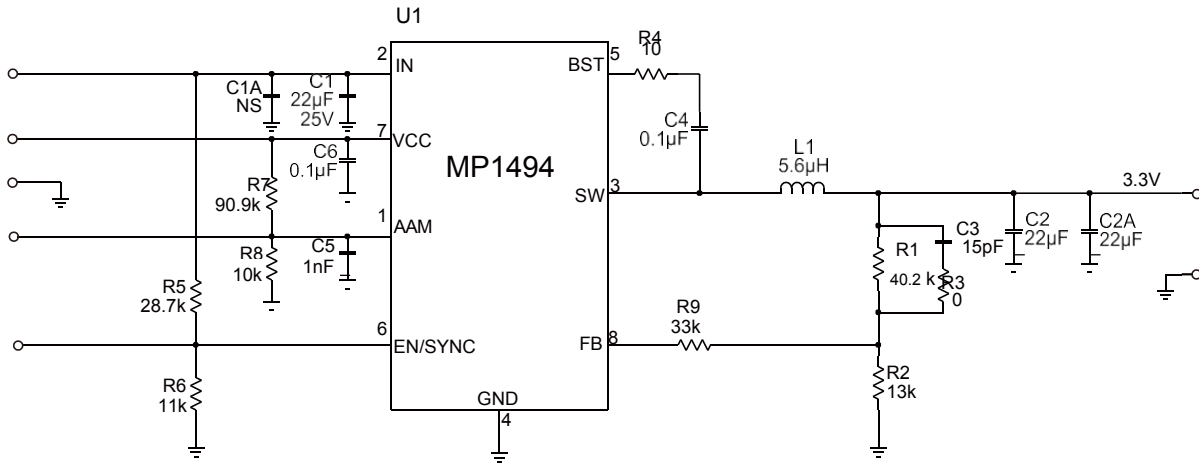 U1
2
IN
C1A
NS
C1
22µF
25V
7
VCC
C6
0.1µF
R7
90.9k
1
AAM
R8
10k
C5
1nF
R5
28.7k
6
EN/SYNC
R6
11k
MP1494
GND
4
5
BST
R4
10
C4
0.1µF
SW
3
L1
5.6µH
3.3V
C3
15pF
R1
40.2 k
R3
0
C2
22µF
C2A
22µF
FB
8
R9
33k
R2
13k